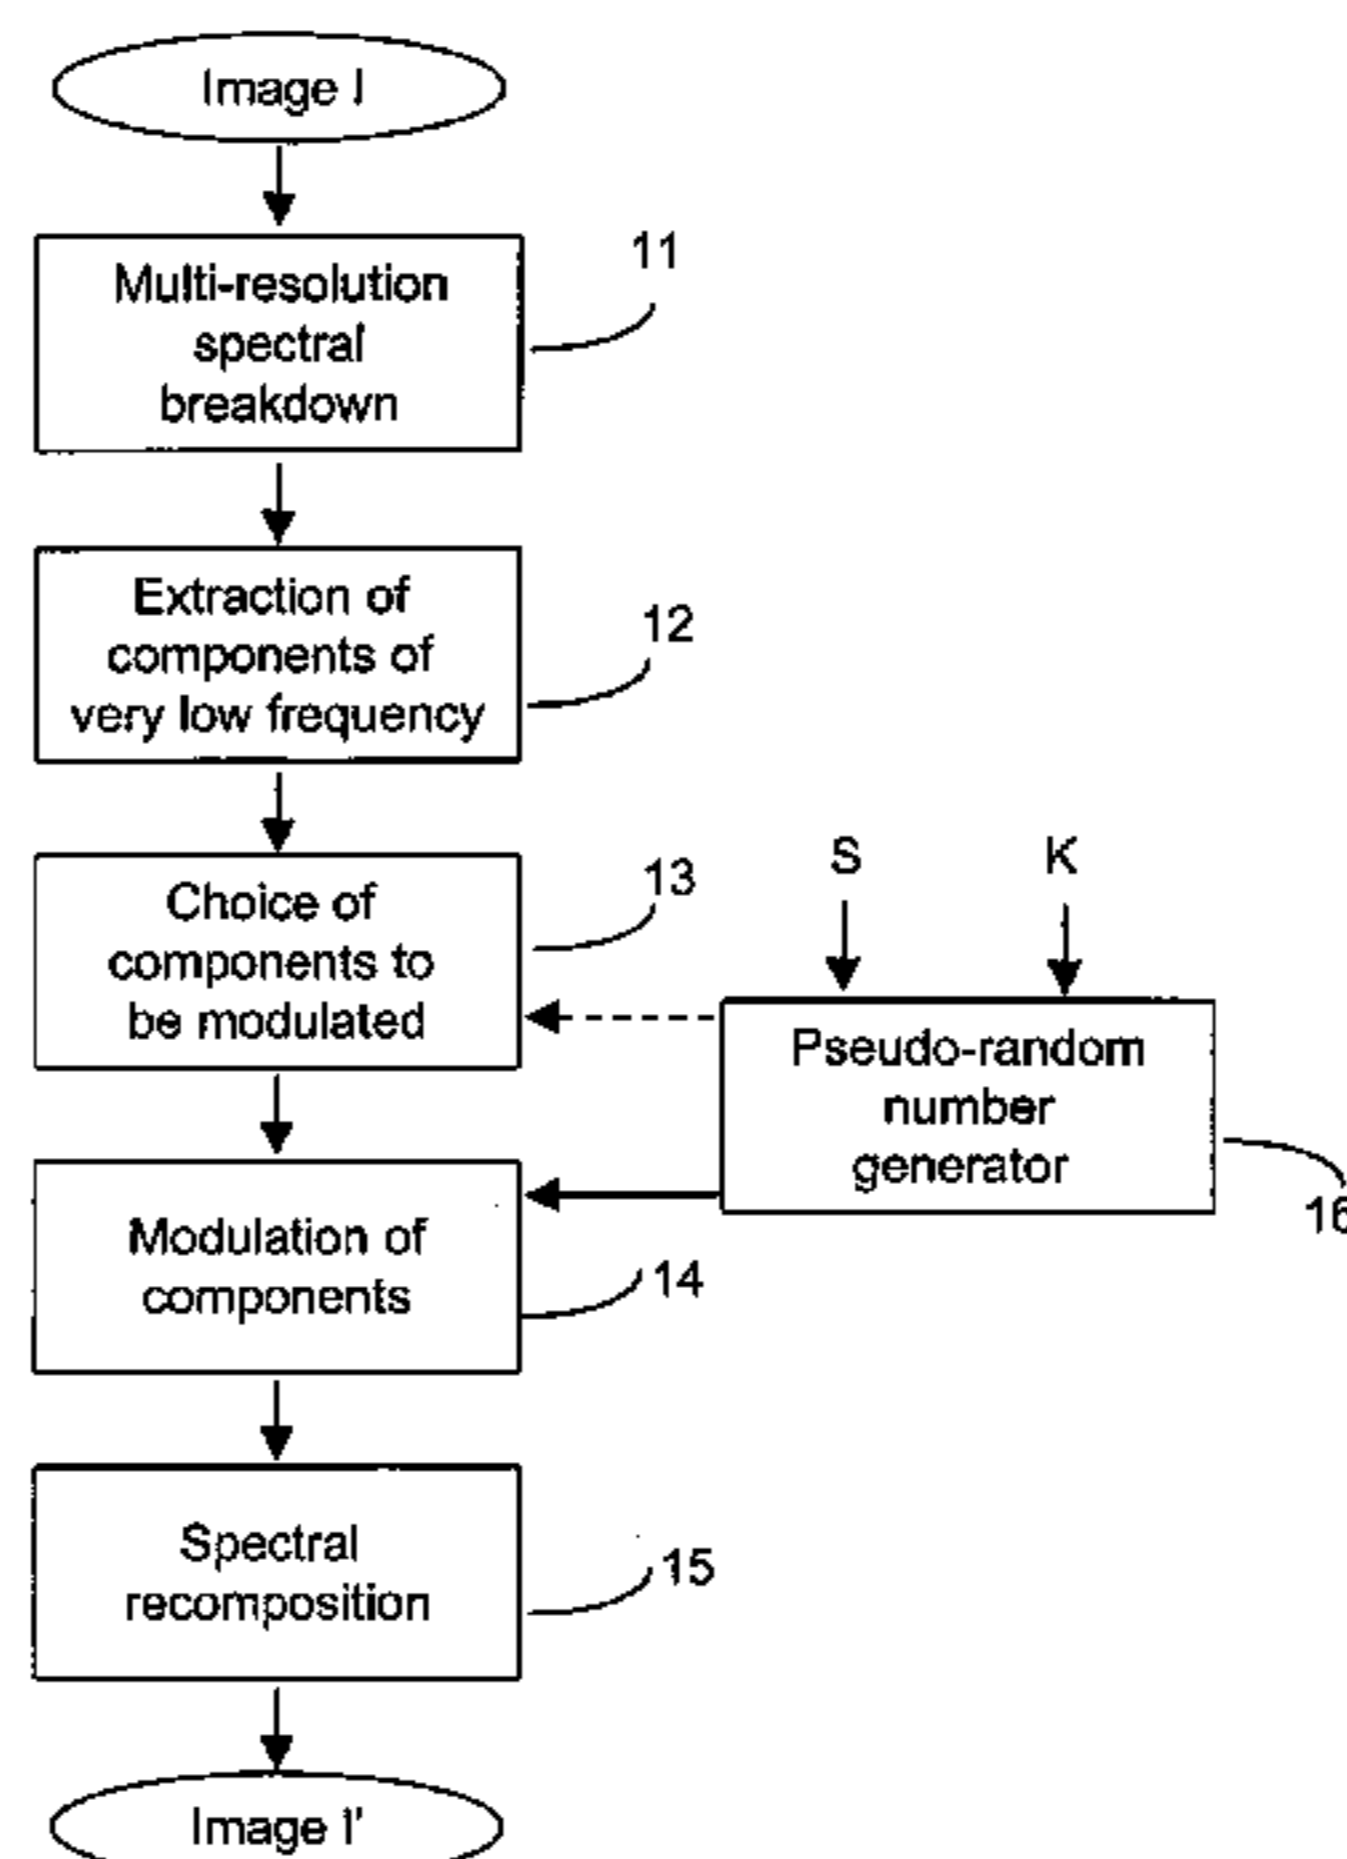 Image I
Multi-resolution
spectral
breakdown
11
Extraction of
components of
very low frequency
12
Choice of
components to
be modulated
13
S
K
Pseudo-random
number
generator
16
Modulation of
components
14
Spectral
recomposition
15
Image I'